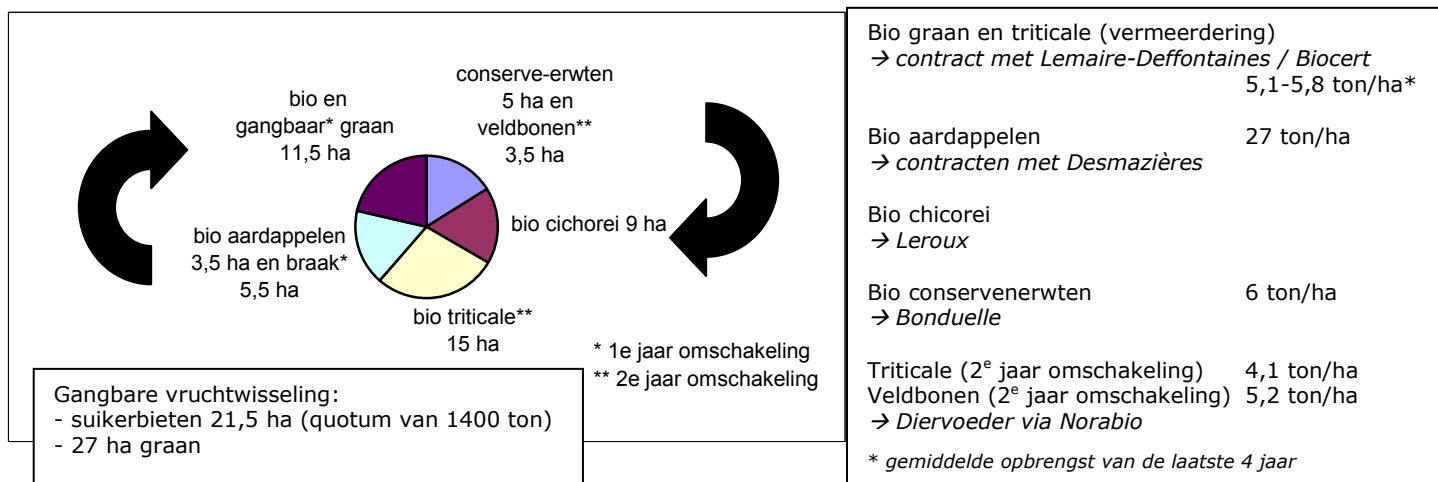 conserve-erwten
5 ha en
veldbonen**
3,5 ha
bio en
gangbaar* graan
11,5 ha
bio cichorei 9 ha
bio aardappelen
3,5 ha en braak*
5,5 ha
bio triticale**
15 ha
* 1e jaar omschakeling
** 2e jaar omschakeling
Gangbare vruchtwisseling:
- suikerbieten 21,5 ha (quotum van 1400 ton)
- 27 ha graan
Bio graan en triticale (vermeerdering)
→ contract met Lemaire-Deffontaines / Biocert
5,1-5,8 ton/ha*
Bio aardappelen 27 ton/ha
→ contracten met Desmazières
Bio chicorei
→ Leroux
Bio conservenerwten 6 ton/ha
→ Bonduelle
Triticale (2e jaar omschakeling) 4,1 ton/ha
Veldbonen (2e jaar omschakeling) 5,2 ton/ha
→ Diervoeder via Norabio
* gemiddelde opbrengst van de laatste 4 jaar